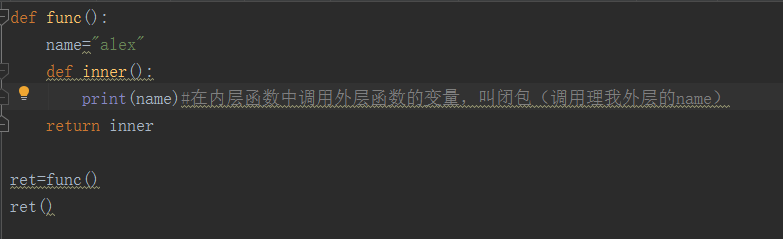 def func():
    name="alex"
    def inner():
        print(name)#在内层函数中调用外层函数的变量，叫闭包（调用理我外层的name）
    return inner

ret=func()
ret()